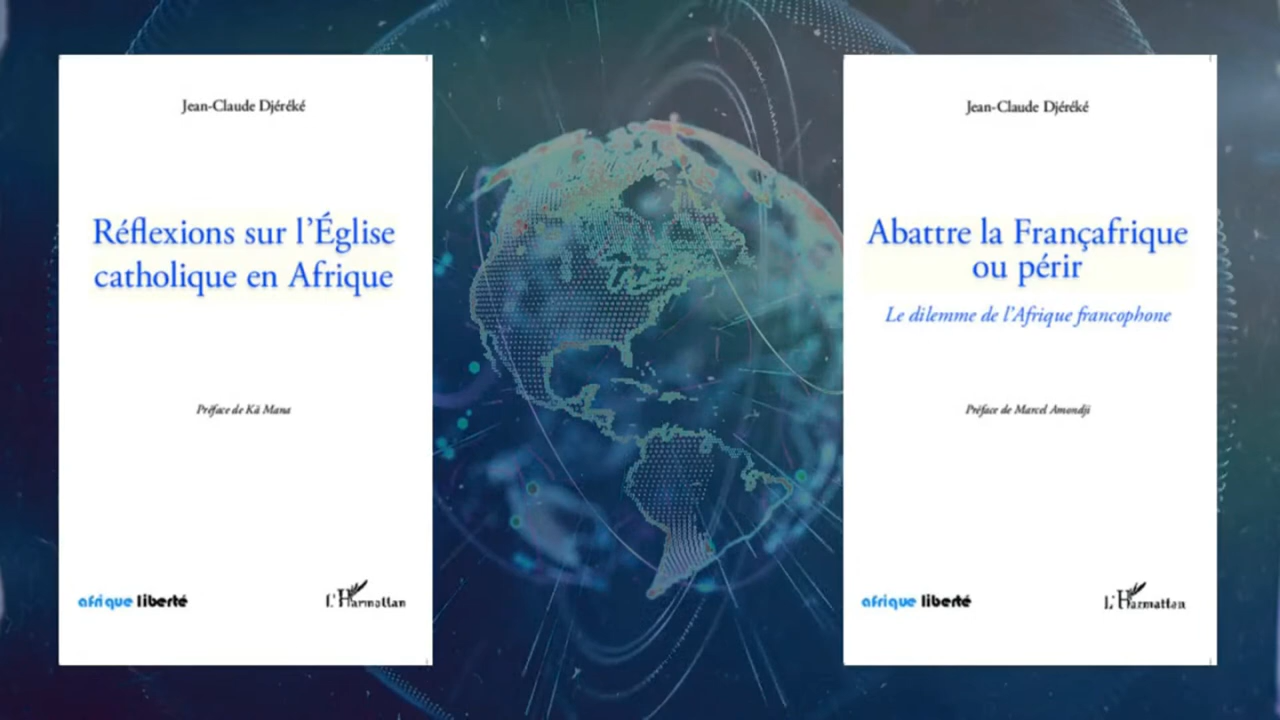 Jean-Claude Djéréké
Réflexions sur l'Église
catholique en Afrique
Préface de Kä Mana
afrique liberté
L'Harmattan
Jean-Claude Djéréké
Abattre la Françafrique
ou périr
Le dilemme de l'Afrique francophone
Préface de Marcel Amondji
afrique liberté
L'Harmattan